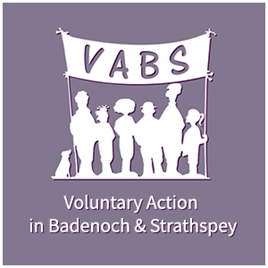 VABS
Voluntary Action
in Badenoch & Strathspey